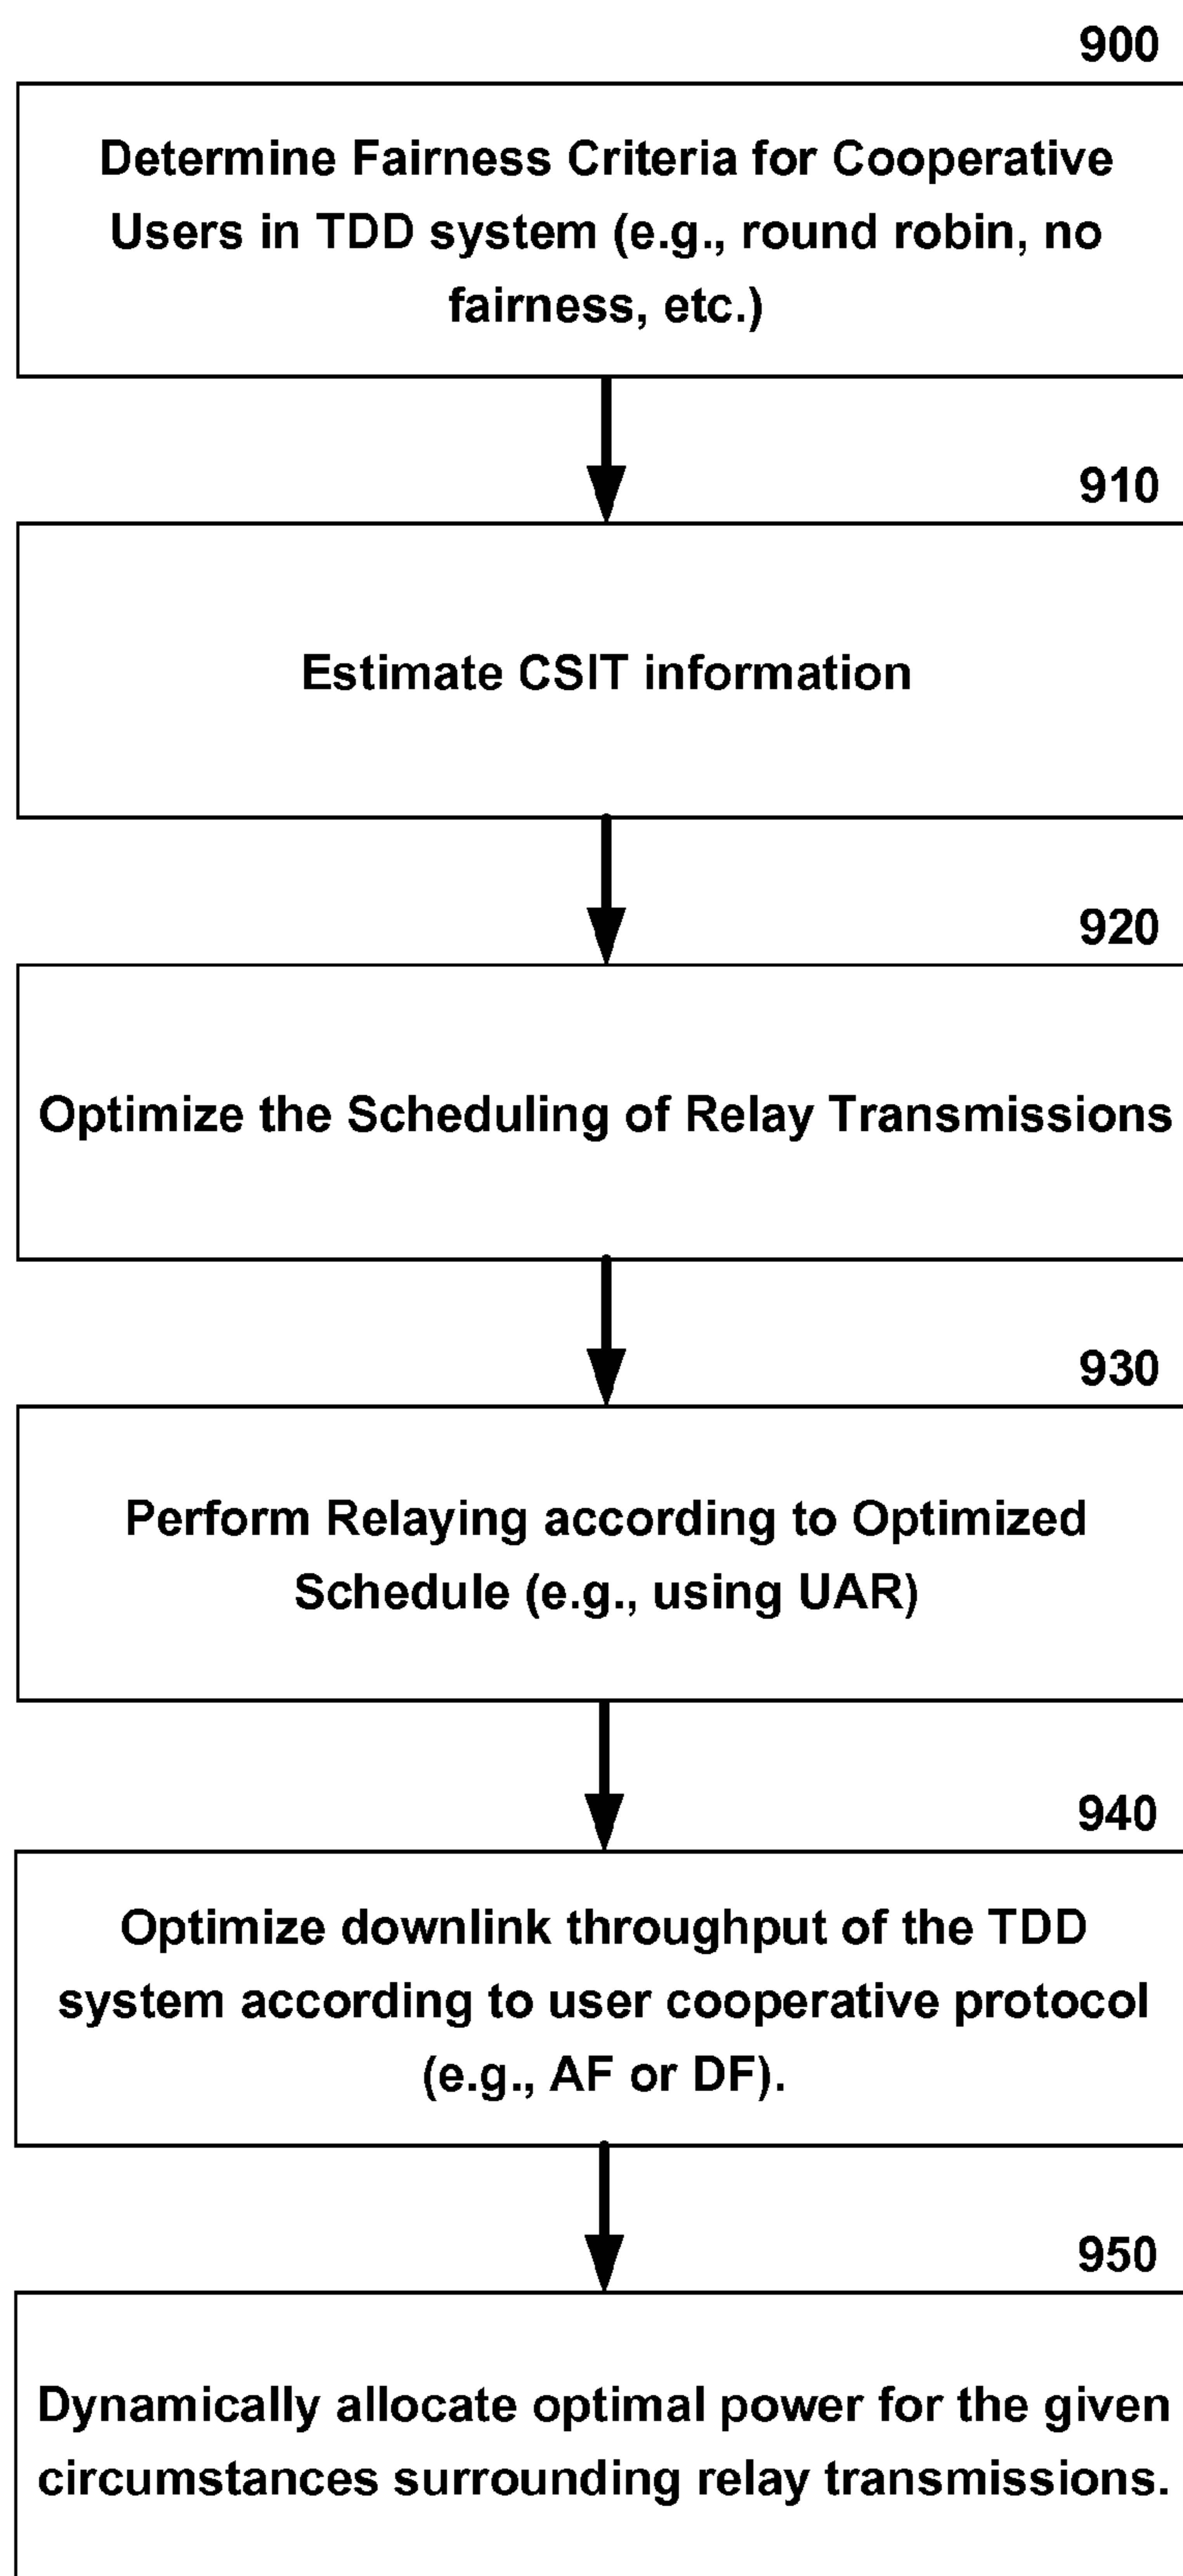 900
Determine Fairness Criteria for Cooperative
Users in TDD system (e.g., round robin, no
fairness, etc.)
910
Estimate CSIT information
920
Optimize the Scheduling of Relay Transmissions
930
Perform Relaying according to Optimized
Schedule (e.g., using UAR)
940
Optimize downlink throughput of the TDD
system according to user cooperative protocol
(e.g., AF or DF).
950
Dynamically allocate optimal power for the given
circumstances surrounding relay transmissions.